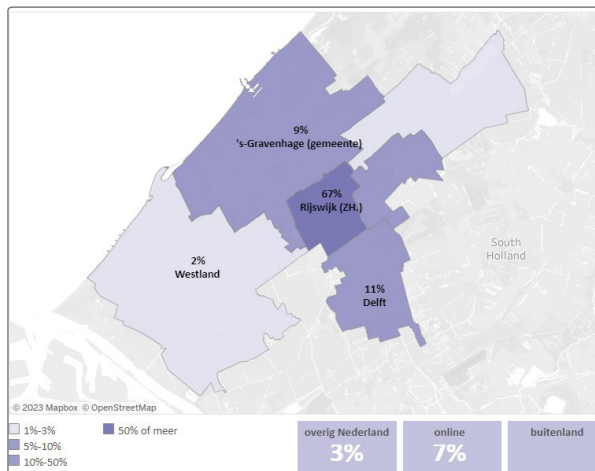 9%
's-Gravenhage (gemeente)
67%
Rijswijk (ZH.)
2%
Westland
South
Holland
11%
Delft
© 2023 Mapbox © OpenStreetMap
1%-3%
50% of meer
5%-10%
10%-50%
overig Nederland
3%
online
7%
buitenland